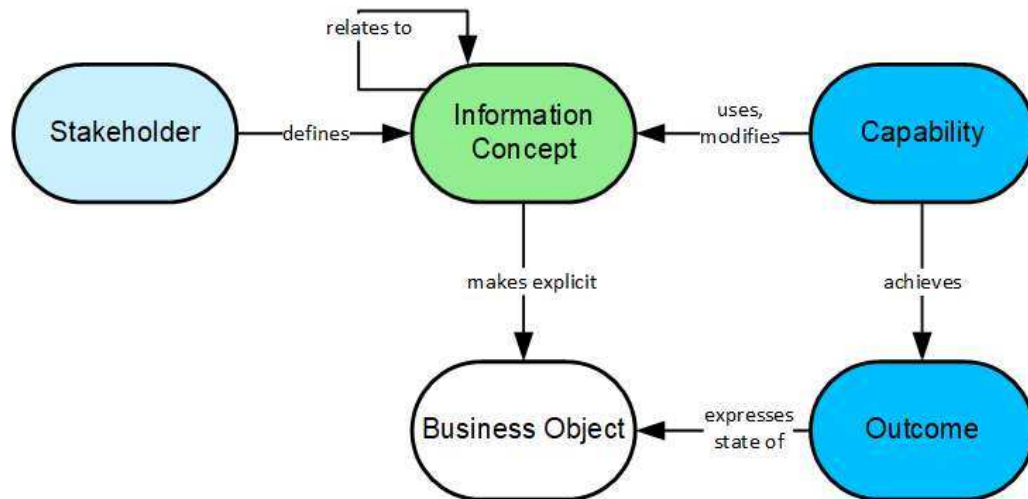 relates to
Stakeholder
defines
Information
Concept
uses,
modifies
Capability
makes explicit
achieves
Business Object
expresses
state of
Outcome